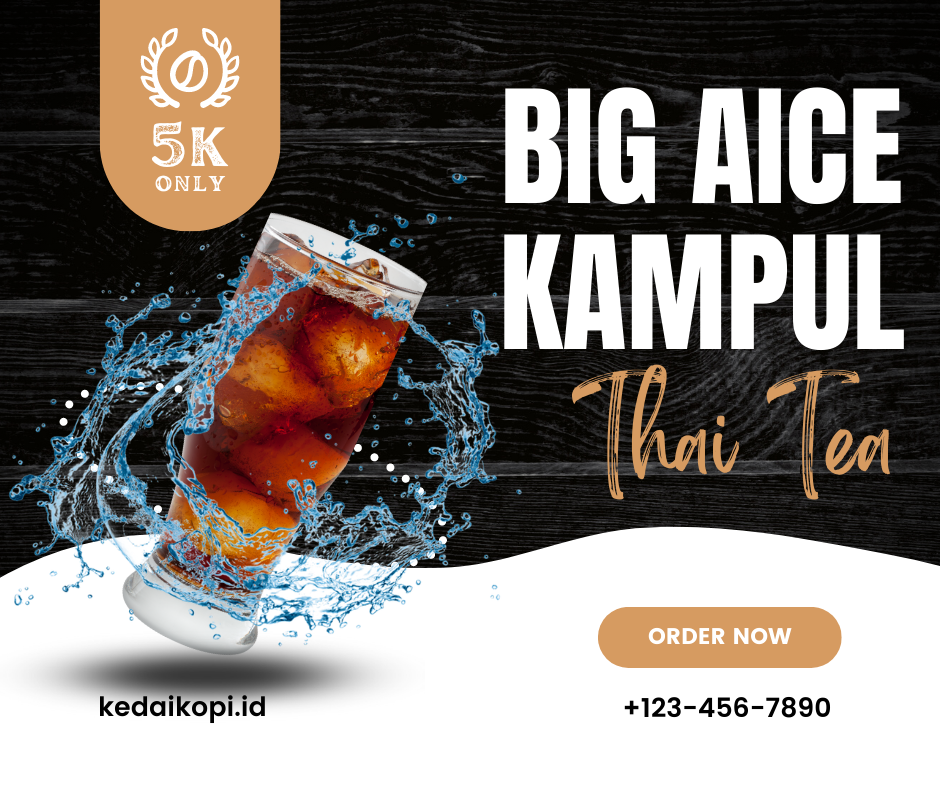 5K
ONLY
BIG AICE
KAMPUL
Thai Tea
ORDER NOW
kedaikopi.id
+123-456-7890